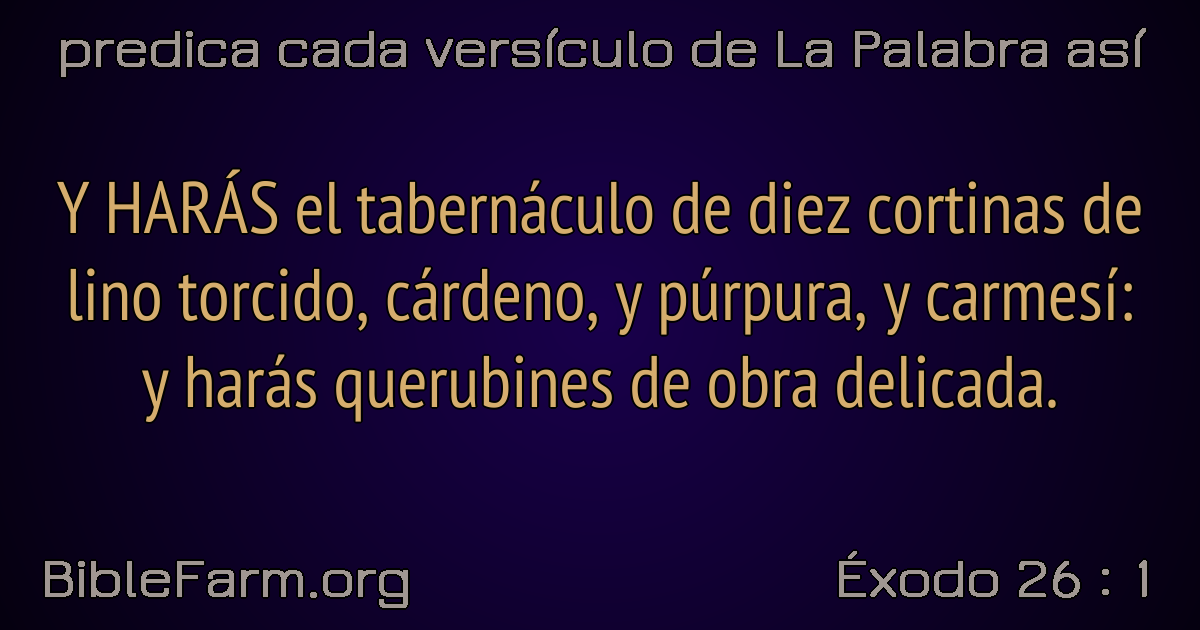 predica cada versículo de La Palabra así
Y HARÁS el tabernáculo de diez cortinas de
lino torcido, cárdeno, y púrpura, y carmesí:
y harás querubines de obra delicada.
BibleFarm.org
Éxodo 26 : 1